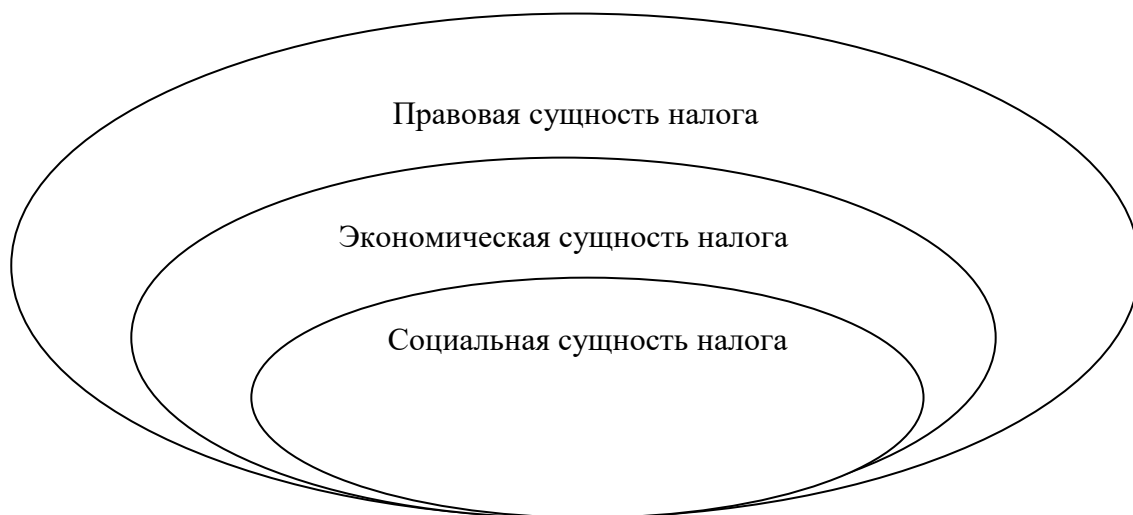 Правовая сущность налога
Экономическая сущность налога
Социальная сущность налога